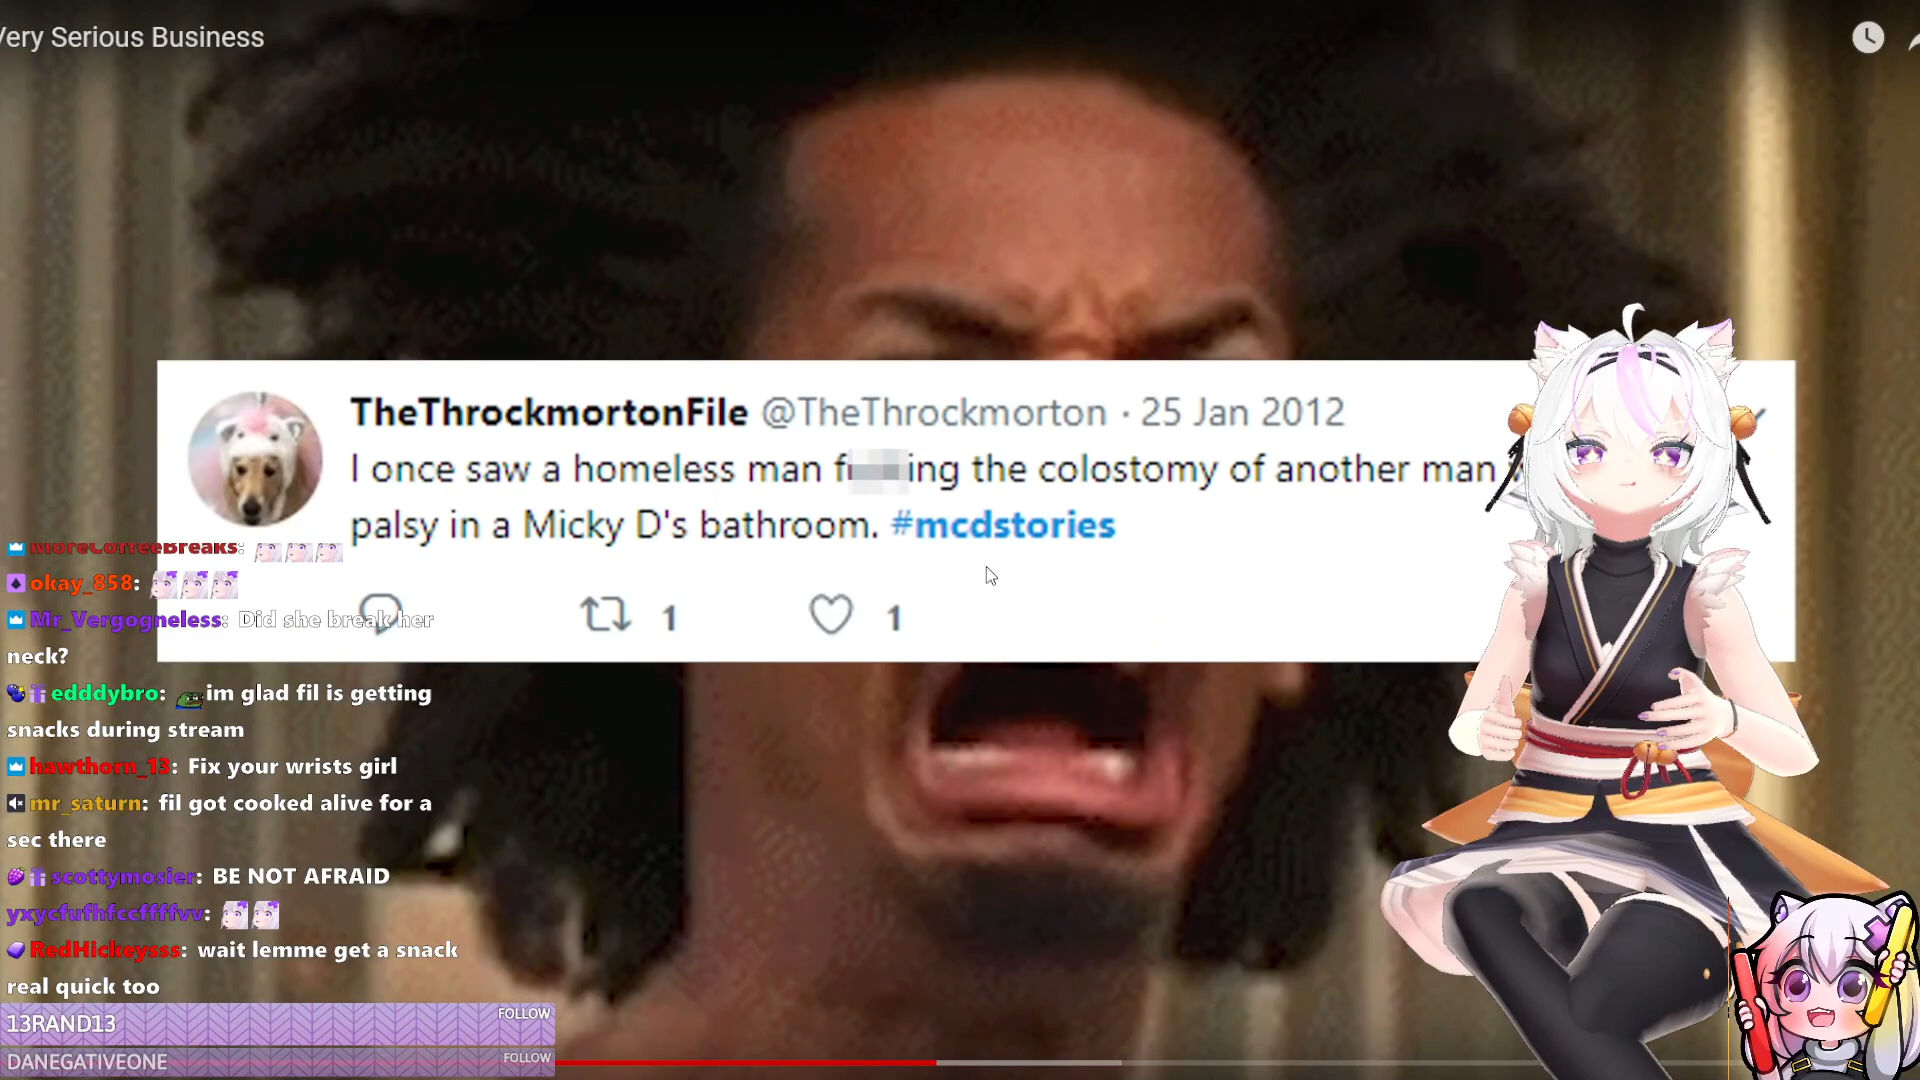 Very Serious Business
TheThrockmortonFile @TheThrockmorton · 25 Jan 2012
I once saw a homeless man f ing the colostomy of another man
palsy in a Micky D's bathroom. #mcdstories
1 1
MoreCoffeeBreaks:
okay_858:
Mr_Vergogneless: Did she break her
neck?
edddybro: im glad fil is getting
snacks during stream
hawthorn_13: Fix your wrists girl
mr_saturn: fil got cooked alive for a
sec there
scottymosier: BE NOT AFRAID
yxycfufhfccffffvv:
RedHickeysss: wait lemme get a snack
real quick too
13RAND13 FOLLOW
DANEGATIVEONE FOLLOW